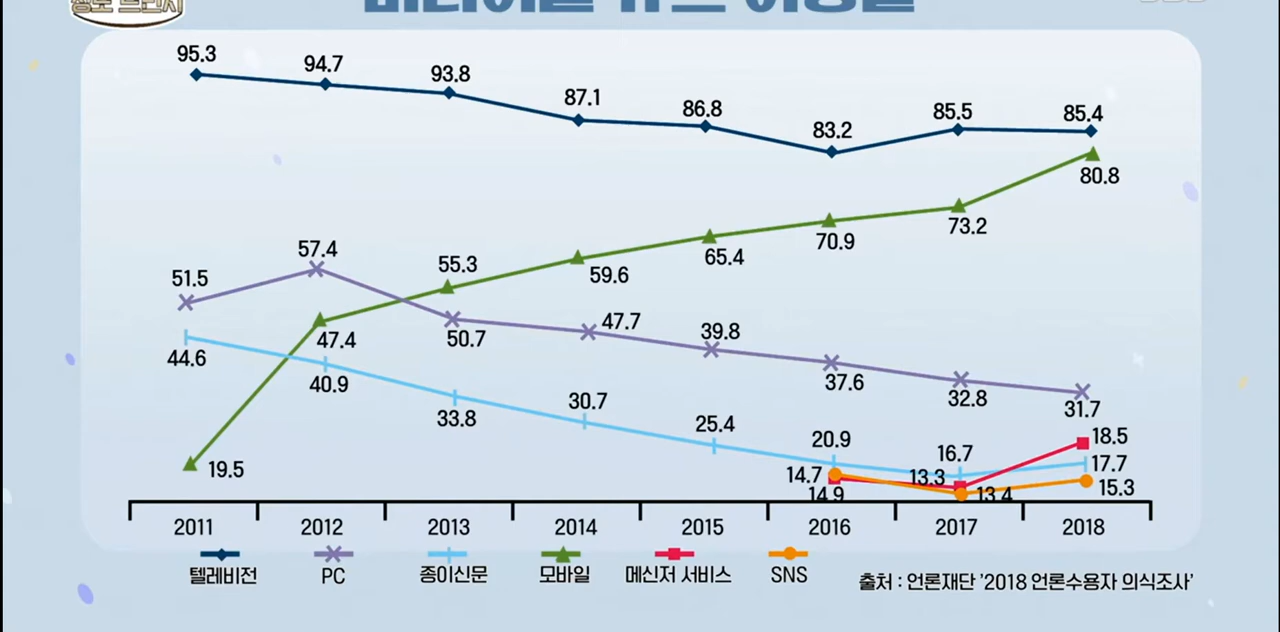 95.3 94.7 93.8 87.1 86.8 83.2 85.5 85.4
80.8
73.2
70.9
65.4
59.6
55.3
47.4
19.5
51.5 57.4 50.7 47.7 39.8 37.6 32.8 31.7
44.6 40.9 33.8 30.7 25.4 20.9 16.7 17.7
18.5
14.7 13.3
14.9 13.4 15.3
2011 2012 2013 2014 2015 2016 2017 2018
텔레비전 PC 종이신문 모바일 메신저 서비스 SNS
출처 : 언론재단 '2018 언론수용자 의식조사'